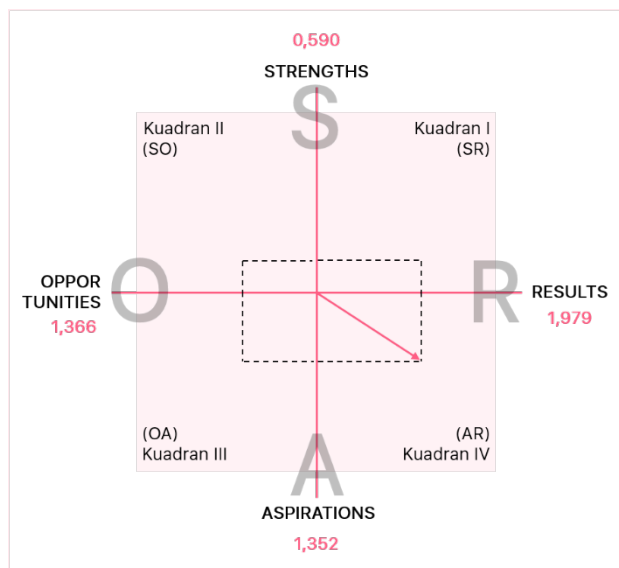 0,590
STRENGTHS
S
Kuadran II
(SO)
Kuadran I
(SR)
OPPOR
TUNITIES
1,366
O
R
RESULTS
1,979
(OA)
Kuadran III
A
(AR)
Kuadran IV
ASPIRATIONS
1,352